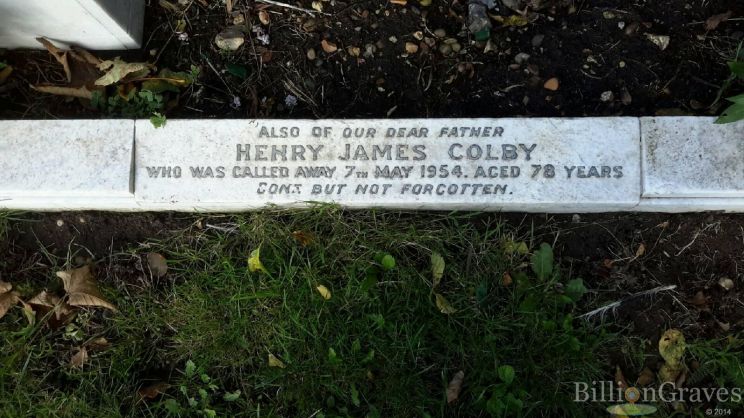 ALSO OF OUR DEAR FATHER
HENRY JAMES COLBY
WHO WAS CALLED AWAY 7TH MAY 1954. AGED 78 YEARS
GONE BUT NOT FORGOTTEN.
BillionGraves
© 2014